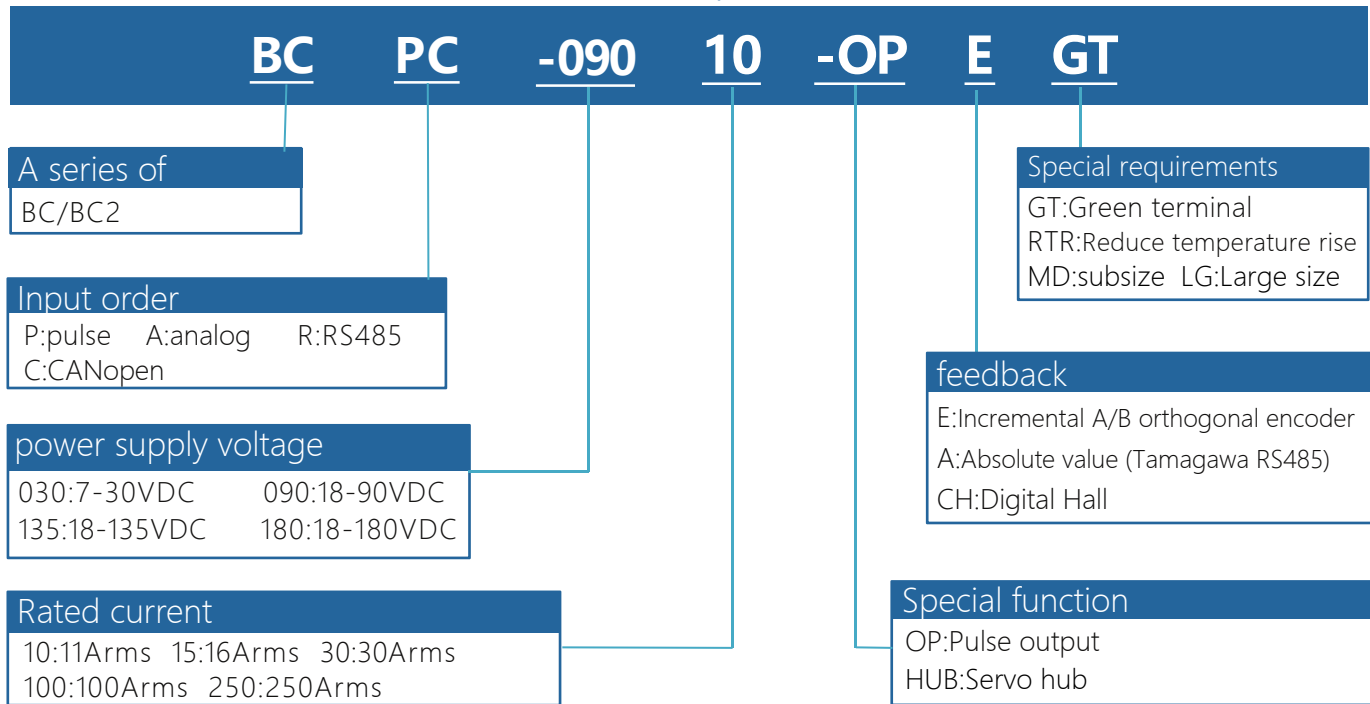 BC PC -090 10 -OP E GT
A series of
BC/BC2
Input order
P:pulse A:analog R:RS485
C:CANopen
power supply voltage
030:7-30VDC 090:18-90VDC
135:18-135VDC 180:18-180VDC
Rated current
10:11Arms 15:16Arms 30:30Arms
100:100Arms 250:250Arms
Special requirements
GT:Green terminal
RTR:Reduce temperature rise
MD:subsize LG:Large size
feedback
E:Incremental A/B orthogonal encoder
A:Absolute value (Tamagawa RS485)
CH:Digital Hall
Special function
OP:Pulse output
HUB:Servo hub